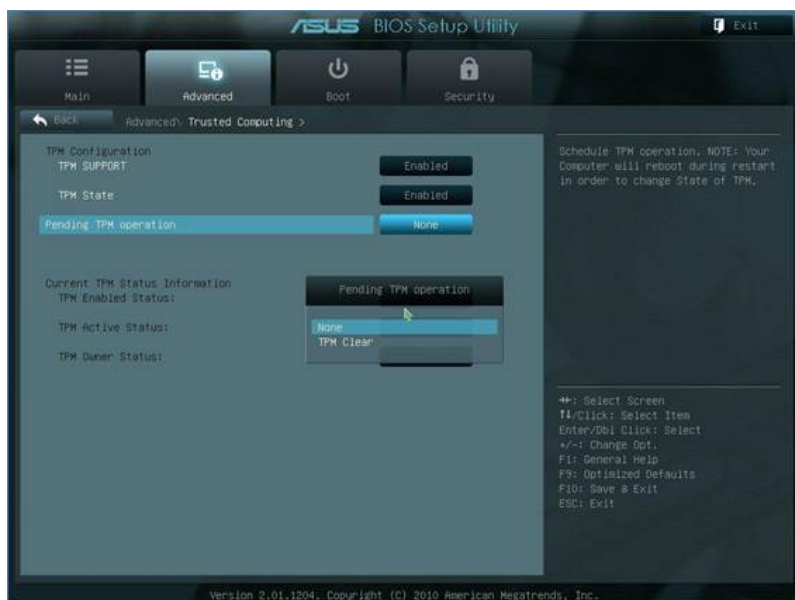 ASUS BIOS Setup Utility
Exit
Main
Advanced
Boot
Security
Back
Advanced\ Trusted Computing >
TPM Configuration
TPM SUPPORT
Enabled
TPM State
Enabled
Pending TPM operation
None
Current TPM Status Information
TPM Enabled Status:
TPM Active Status:
TPM Owner Status:
Pending TPM operation
None
TPM Clear
Schedule TPM operation. NOTE: Your
Computer will reboot during restart
in order to change State of TPM.
→←: Select Screen
↑↓/Click: Select Item
Enter/Dbl Click: Select
+/-: Change Opt.
F1: General Help
F9: Optimized Defaults
F10: Save & Exit
ESC: Exit
Version 2.01.1204. Copyright (C) 2010 American Megatrends, Inc.